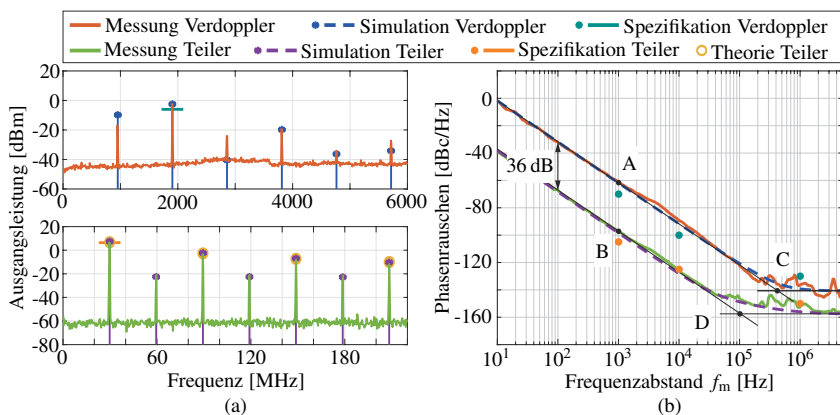 Messung Verdoppler Simulation Verdoppler Spezifikation Verdoppler
Messung Teiler Simulation Teiler Spezifikation Teiler Theorie Teiler
Ausgangsleistung [dBm]
20
0
-20
-40
-60
0 2000 4000 6000
20
0
-20
-40
-60
-80
0 60 120 180
Frequenz [MHz]
(a)
Phasenrauschen [dBc/Hz]
0
-40
-80
-120
-160
36 dB
A
B
C
D
10¹ 10² 10³ 10⁴ 10⁵ 10⁶
Frequenzabstand fm [Hz]
(b)